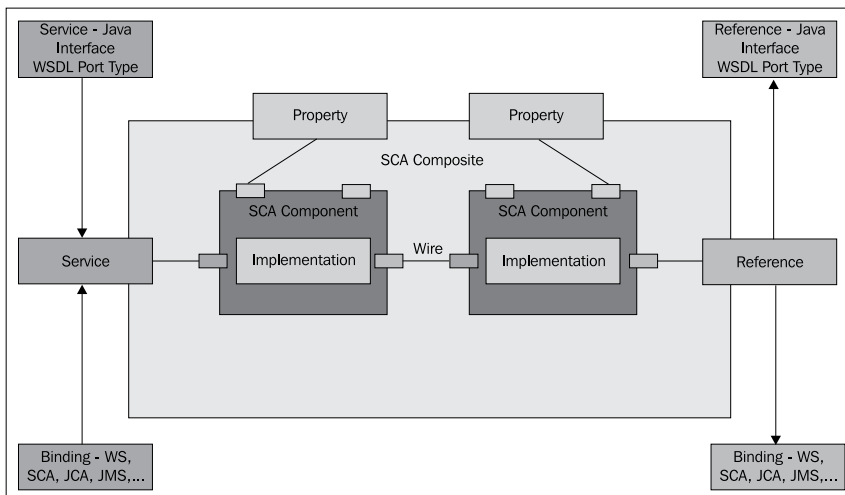 Service - Java
Interface
WSDL Port Type
Reference - Java
Interface
WSDL Port Type
Property
Property
SCA Composite
SCA Component
SCA Component
Service
Implementation
Wire
Implementation
Reference
Binding - WS,
SCA, JCA, JMS,...
Binding - WS,
SCA, JCA, JMS,...